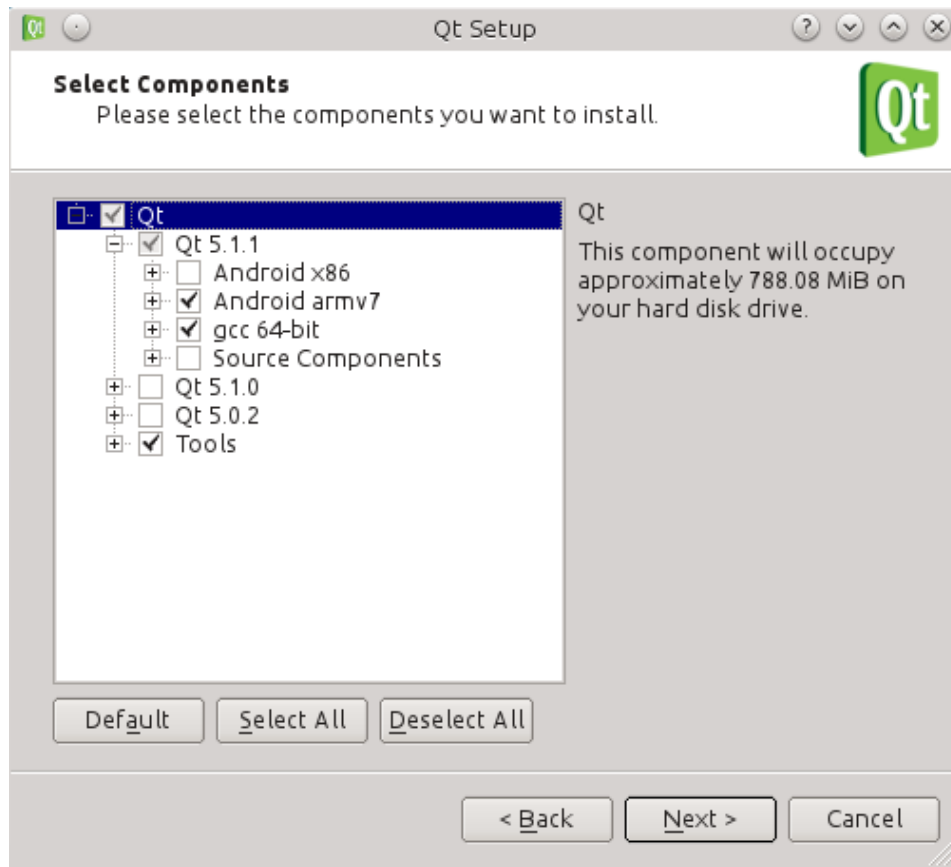 Qt
Qt Setup
Select Components
Please select the components you want to install.
Qt
Qt
Qt 5.1.1
Android x86
Android armv7
gcc 64-bit
Source Components
Qt 5.1.0
Qt 5.0.2
Tools
Qt
This component will occupy
approximately 788.08 MiB on
your hard disk drive.
Default
Select All
Deselect All
< Back
Next >
Cancel